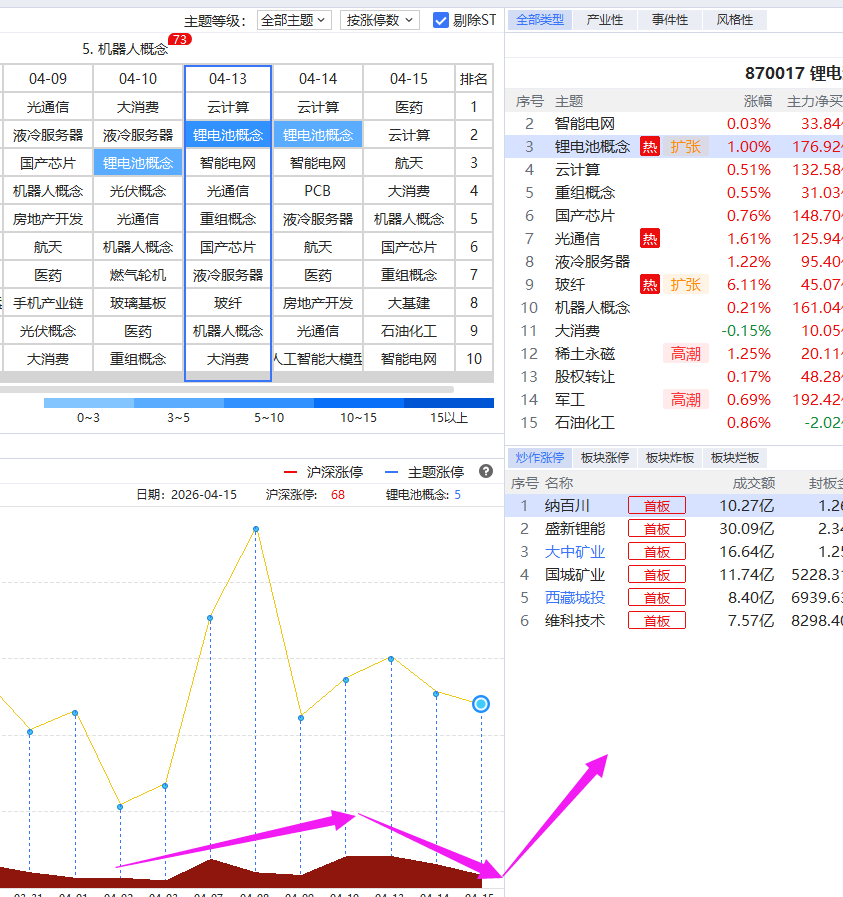 主题等级： 全部主题 按涨停数 剔除ST
5. 机器人概念 73
04-09 04-10 04-13 04-14 04-15 排名
光通信 大消费 云计算 云计算 医药 1
液冷服务器 液冷服务器 锂电池概念 锂电池概念 云计算 2
国产芯片 锂电池概念 智能电网 智能电网 航天 3
机器人概念 光伏概念 光通信 PCB 大消费 4
房地产开发 光通信 重组概念 液冷服务器 机器人概念 5
航天 机器人概念 国产芯片 航天 国产芯片 6
医药 燃气轮机 液冷服务器 医药 重组概念 7
手机产业链 玻璃基板 玻纤 房地产开发 大基建 8
光伏概念 医药 机器人概念 光通信 石油化工 9
大消费 重组概念 大消费 人工智能大模型 智能电网 10
0~3 3~5 5~10 10~15 15以上
沪深涨停 主题涨停 ?
日期: 2026-04-15 沪深涨停: 68 锂电池概念: 5
03-31 04-01 04-02 04-03 04-07 04-08 04-09 04-10 04-13 04-14 04-15
全部类型 产业性 事件性 风格性
870017 锂电
序号 主题 涨幅 主力净买
2 智能电网 0.03% 33.84
3 锂电池概念 热 扩张 1.00% 176.92
4 云计算 0.51% 132.58
5 重组概念 0.55% 31.03
6 国产芯片 0.76% 148.70
7 光通信 热 1.61% 125.94
8 液冷服务器 1.22% 95.40
9 玻纤 热 扩张 6.11% 45.07
10 机器人概念 0.21% 161.04
11 大消费 -0.15% 10.05
12 稀土永磁 高潮 1.25% 20.11
13 股权转让 0.17% 48.28
14 军工 高潮 0.69% 192.42
15 石油化工 0.86% -2.02
炒作涨停 板块涨停 板块炸板 板块烂板
序号 名称 成交额 封板
1 纳百川 首板 10.27亿 1.26
2 盛新锂能 首板 30.09亿 2.34
3 大中矿业 首板 16.64亿 1.25
4 国城矿业 首板 11.74亿 5228.31
5 西藏城投 首板 8.40亿 6939.63
6 维科技术 首板 7.57亿 8298.40